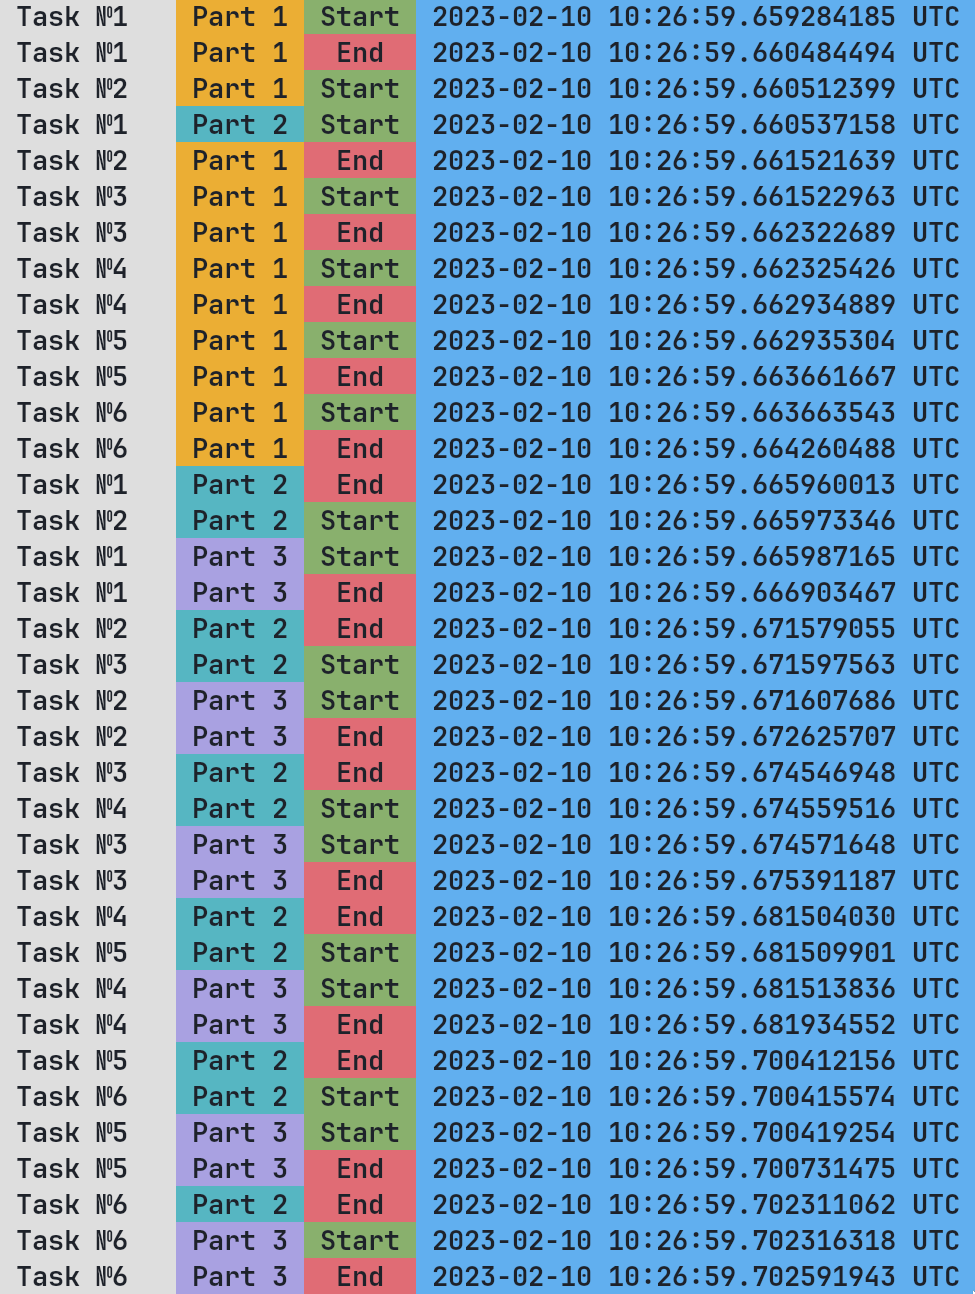 Task №1 Part 1 Start 2023-02-10 10:26:59.659284185 UTC
Task №1 Part 1 End 2023-02-10 10:26:59.660484494 UTC
Task №2 Part 1 Start 2023-02-10 10:26:59.660512399 UTC
Task №1 Part 2 Start 2023-02-10 10:26:59.660537158 UTC
Task №2 Part 1 End 2023-02-10 10:26:59.661521639 UTC
Task №3 Part 1 Start 2023-02-10 10:26:59.661522963 UTC
Task №3 Part 1 End 2023-02-10 10:26:59.662322689 UTC
Task №4 Part 1 Start 2023-02-10 10:26:59.662325426 UTC
Task №4 Part 1 End 2023-02-10 10:26:59.662934889 UTC
Task №5 Part 1 Start 2023-02-10 10:26:59.662935304 UTC
Task №5 Part 1 End 2023-02-10 10:26:59.663661667 UTC
Task №6 Part 1 Start 2023-02-10 10:26:59.663663543 UTC
Task №6 Part 1 End 2023-02-10 10:26:59.664260488 UTC
Task №1 Part 2 End 2023-02-10 10:26:59.665960013 UTC
Task №2 Part 2 Start 2023-02-10 10:26:59.665973346 UTC
Task №1 Part 3 Start 2023-02-10 10:26:59.665987165 UTC
Task №1 Part 3 End 2023-02-10 10:26:59.666903467 UTC
Task №2 Part 2 End 2023-02-10 10:26:59.671579055 UTC
Task №3 Part 2 Start 2023-02-10 10:26:59.671597563 UTC
Task №2 Part 3 Start 2023-02-10 10:26:59.671607686 UTC
Task №2 Part 3 End 2023-02-10 10:26:59.672625707 UTC
Task №3 Part 2 End 2023-02-10 10:26:59.674546948 UTC
Task №4 Part 2 Start 2023-02-10 10:26:59.674559516 UTC
Task №3 Part 3 Start 2023-02-10 10:26:59.674571648 UTC
Task №3 Part 3 End 2023-02-10 10:26:59.675391187 UTC
Task №4 Part 2 End 2023-02-10 10:26:59.681504030 UTC
Task №5 Part 2 Start 2023-02-10 10:26:59.681509901 UTC
Task №4 Part 3 Start 2023-02-10 10:26:59.681513836 UTC
Task №4 Part 3 End 2023-02-10 10:26:59.681934552 UTC
Task №5 Part 2 End 2023-02-10 10:26:59.700412156 UTC
Task №6 Part 2 Start 2023-02-10 10:26:59.700415574 UTC
Task №5 Part 3 Start 2023-02-10 10:26:59.700419254 UTC
Task №5 Part 3 End 2023-02-10 10:26:59.700731475 UTC
Task №6 Part 2 End 2023-02-10 10:26:59.702311062 UTC
Task №6 Part 3 Start 2023-02-10 10:26:59.702316318 UTC
Task №6 Part 3 End 2023-02-10 10:26:59.702591943 UTC